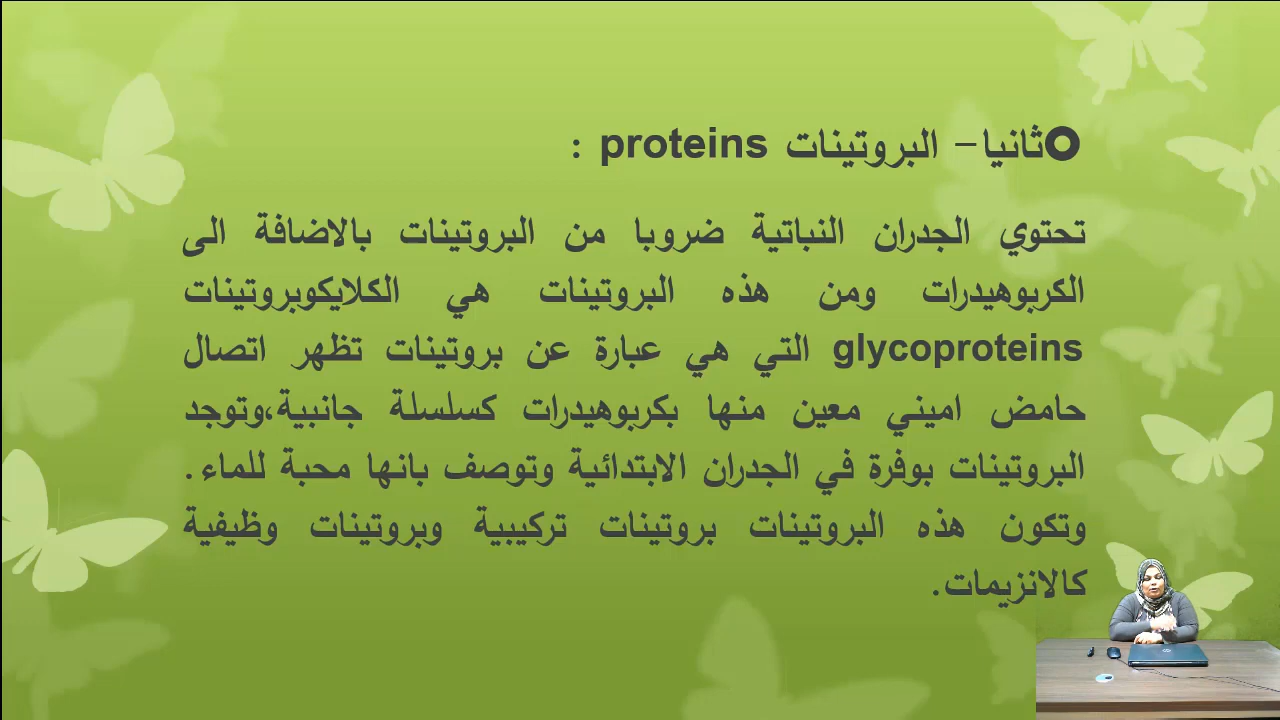 ثانيا- البروتينات proteins :
تحتوي الجدران النباتية ضروبا من البروتينات بالاضافة الى
الكربوهيدرات ومن هذه البروتينات هي الكلايكوبروتينات
glycoproteins التي هي عبارة عن بروتينات تظهر اتصال
حامض اميني معين منها بكربوهيدرات كسلسلة جانبية،وتوجد
البروتينات بوفرة في الجدران الابتدائية وتوصف بانها محبة للماء.
وتكون هذه البروتينات بروتينات تركيبية وبروتينات وظيفية
كالانزيمات.